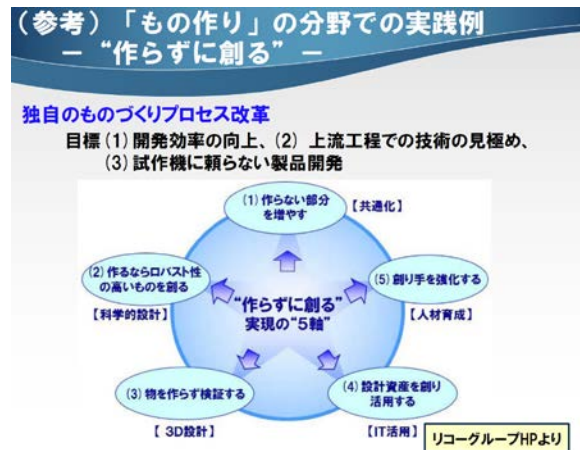 (参考)「もの作り」の分野での実践例
－“作らずに創る”－
独自のものづくりプロセス改革
目標(1)開発効率の向上、(2) 上流工程での技術の見極め、
(3)試作機に頼らない製品開発
(1)作らない部分
を増やす
【共通化】
(2)作るならロバスト性
の高いものを創る
【科学的設計】
“作らずに創る”
実現の“5軸”
(5)創り手を強化する
【人材育成】
(3)物を作らず検証する
【 3D設計】
(4)設計資産を創り
活用する
【IT活用】
リコーグループHPより